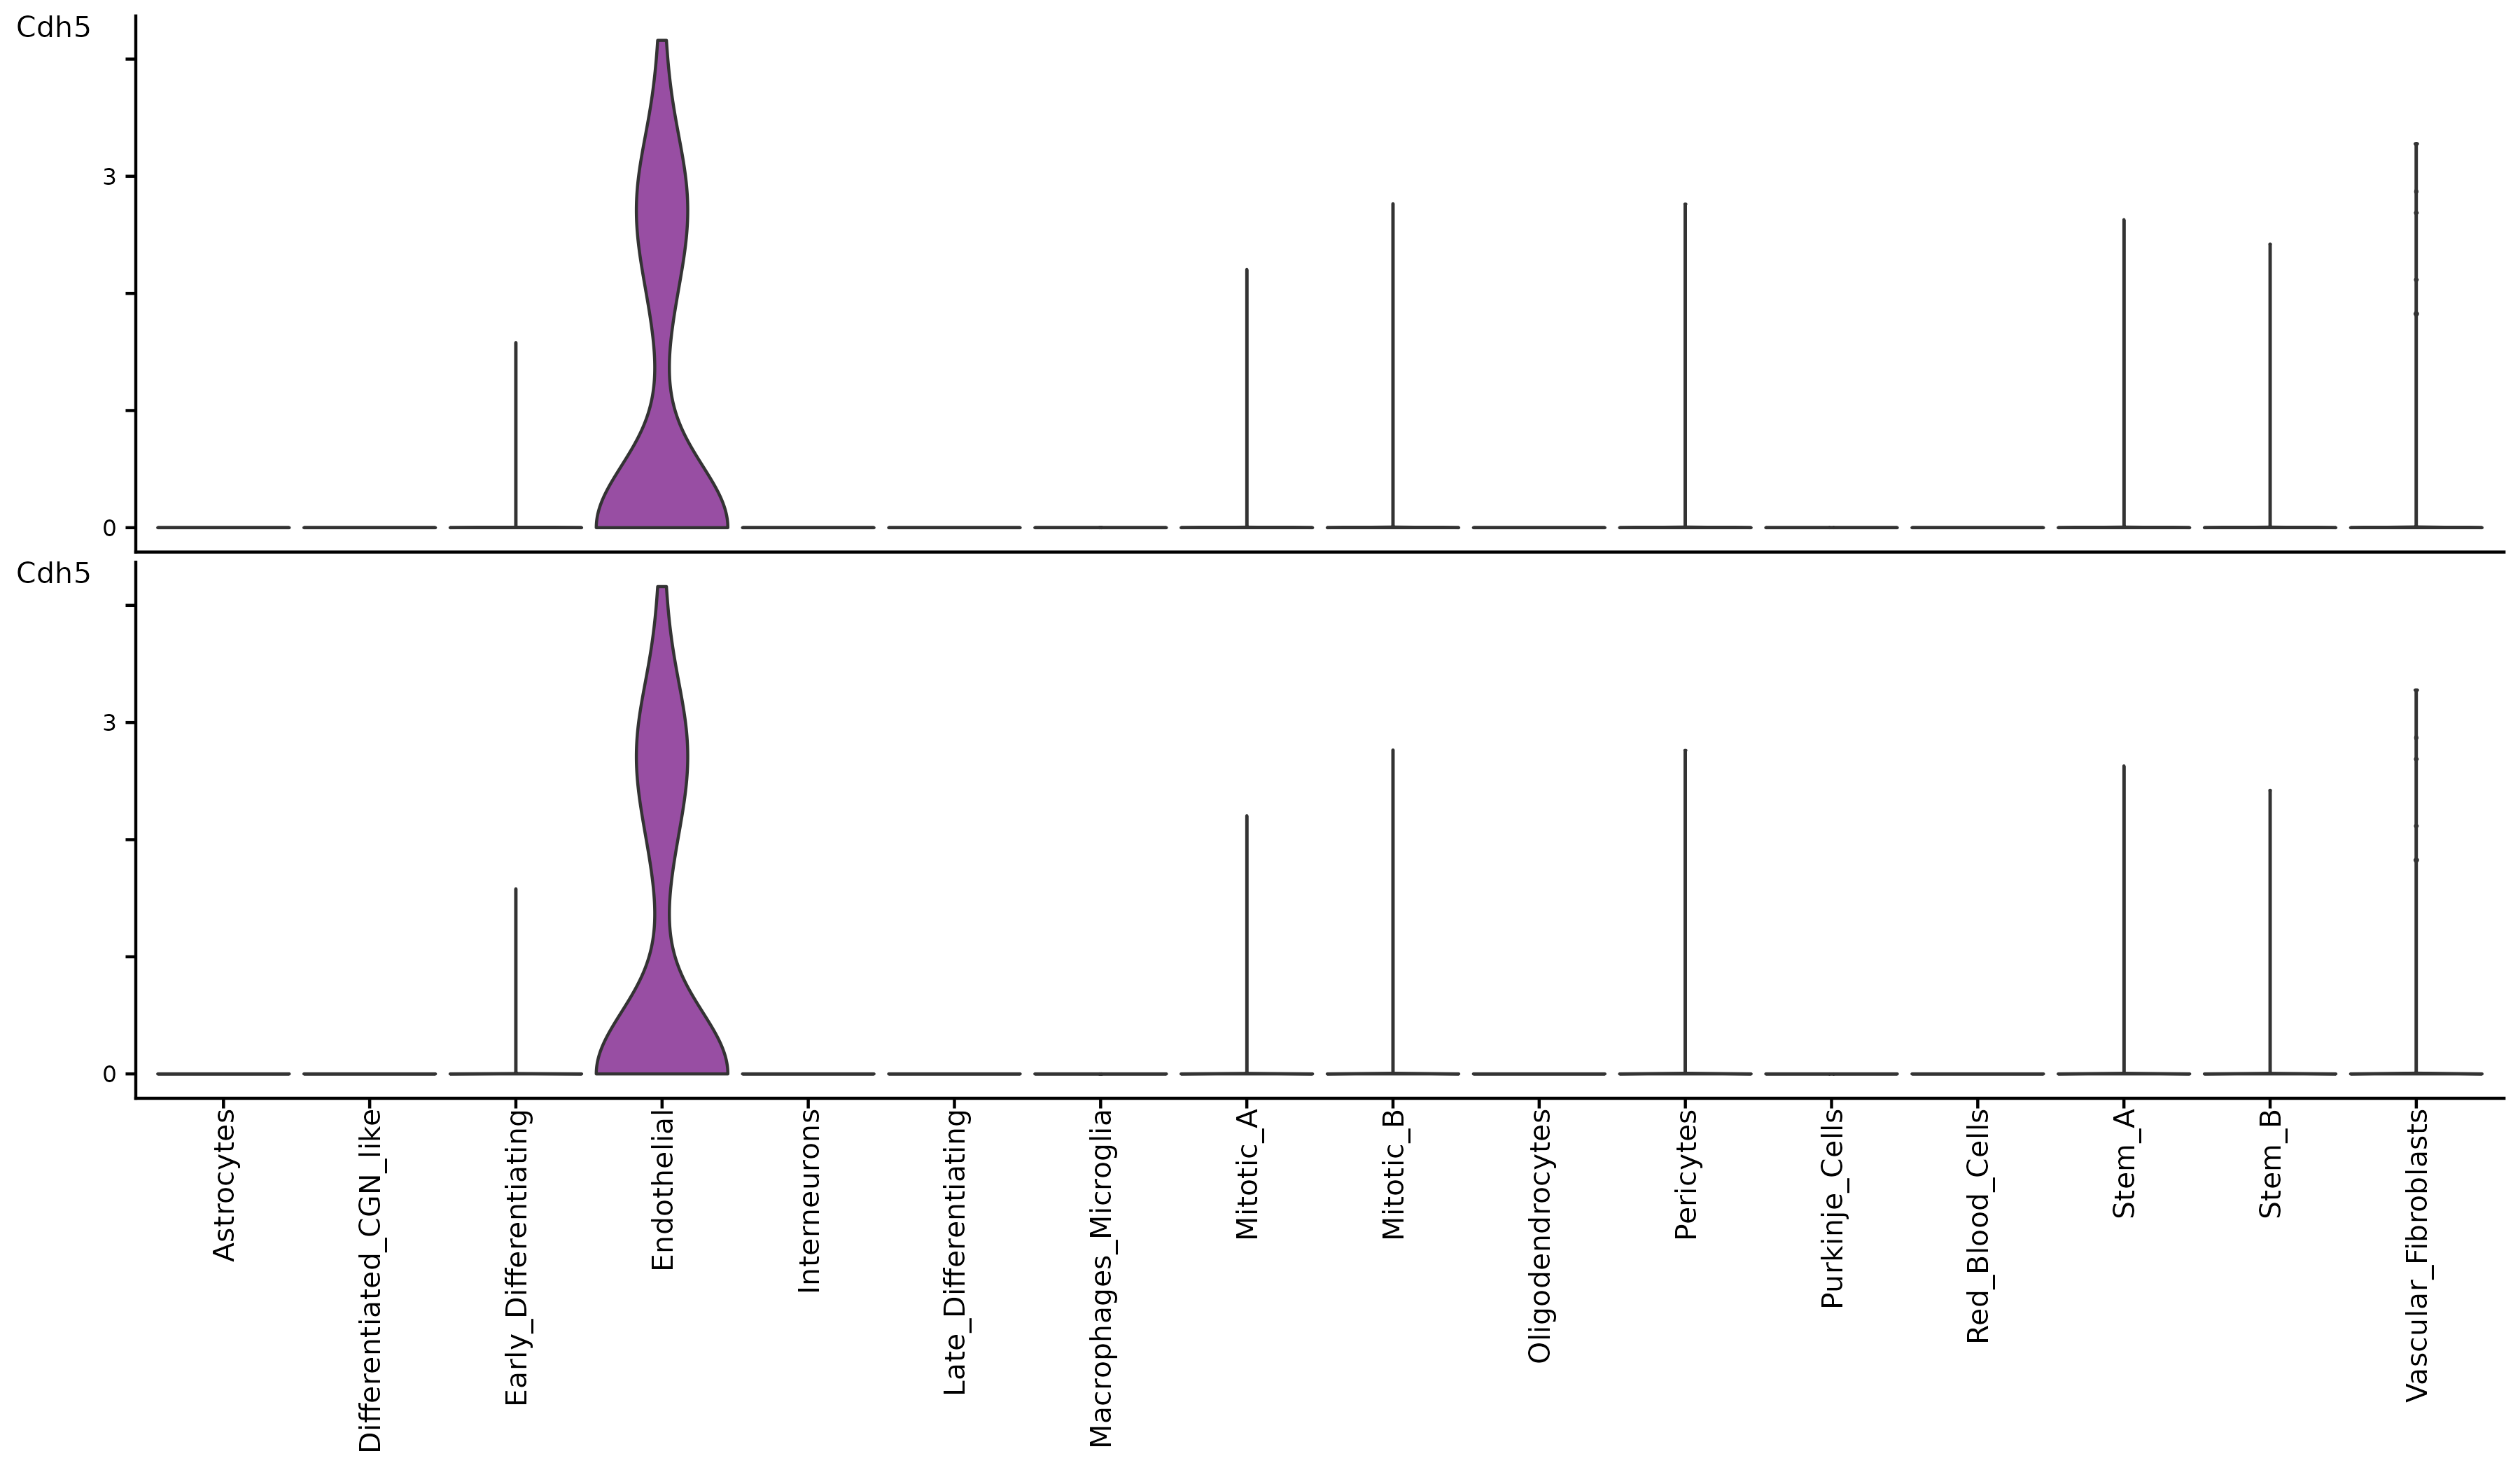 Cdh5
3
0
Cdh5
3
0
Astrocytes
Differentiated_CGN_like
Early_Differentiating
Endothelial
Interneurons
Late_Differentiating
Macrophages_Microglia
Mitotic_A
Mitotic_B
Oligodendrocytes
Pericytes
Purkinje_Cells
Red_Blood_Cells
Stem_A
Stem_B
Vascular_Fibroblasts